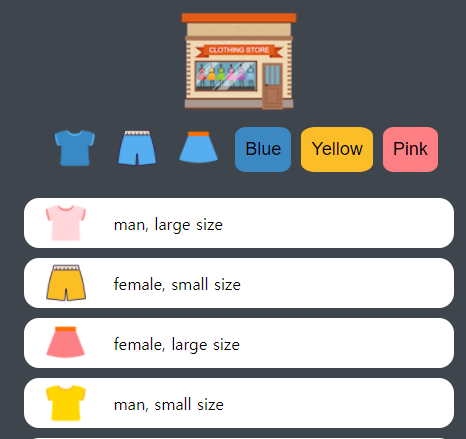 CLOTHING STORE
Blue Yellow Pink
man, large size
female, small size
female, large size
man, small size